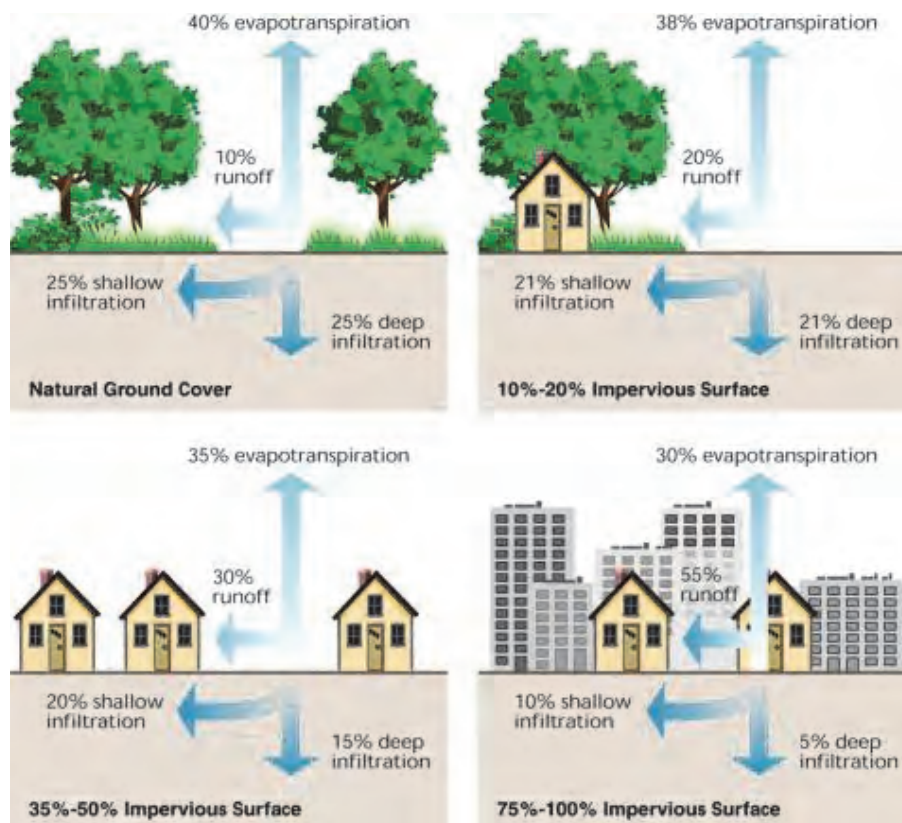 40% evapotranspiration
10%
runoff
25% shallow
infiltration
25% deep
infiltration
Natural Ground Cover
38% evapotranspiration
20%
runoff
21% shallow
infiltration
21% deep
infiltration
10%-20% Impervious Surface
35% evapotranspiration
30%
runoff
20% shallow
infiltration
15% deep
infiltration
35%-50% Impervious Surface
30% evapotranspiration
55%
runoff
10% shallow
infiltration
5% deep
infiltration
75%-100% Impervious Surface